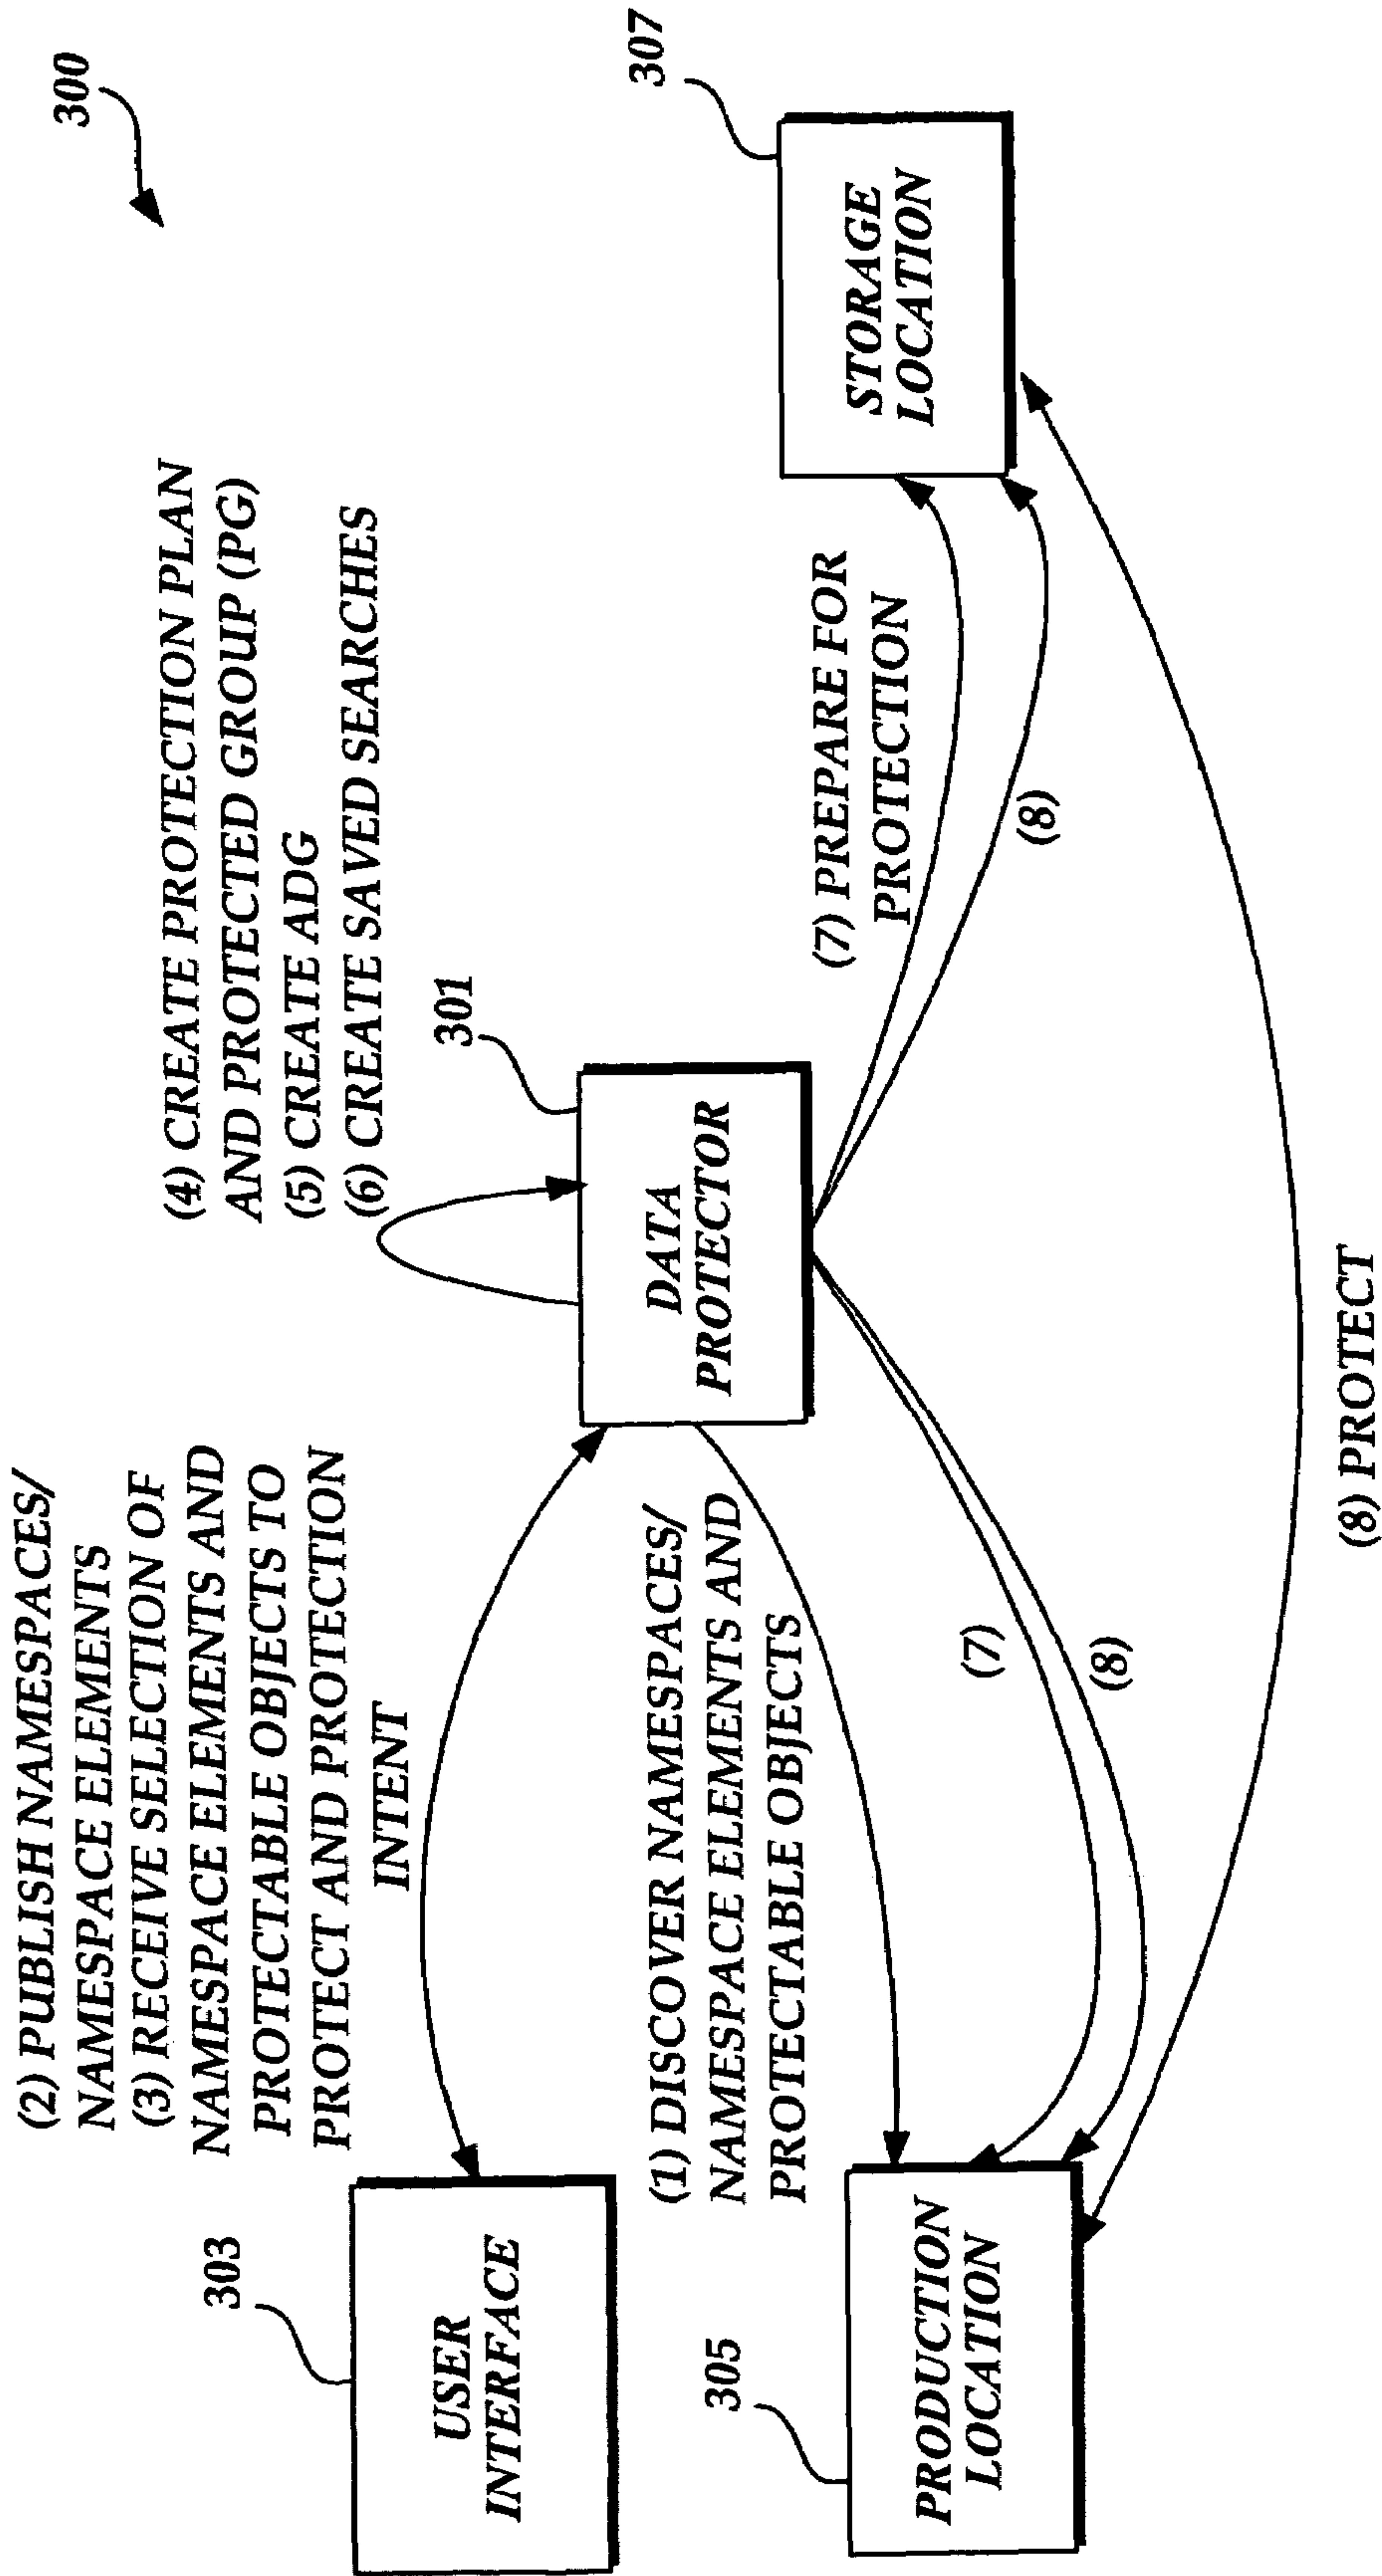 300
(2) PUBLISH NAMESPACES/
NAMESPACE ELEMENTS
(3) RECEIVE SELECTION OF
NAMESPACE ELEMENTS AND
PROTECTABLE OBJECTS TO
PROTECT AND PROTECTION
INTENT
(4) CREATE PROTECTION PLAN
AND PROTECTED GROUP (PG)
(5) CREATE ADG
(6) CREATE SAVED SEARCHES
303
USER
INTERFACE
301
DATA
PROTECTOR
(1) DISCOVER NAMESPACES/
NAMESPACE ELEMENTS AND
PROTECTABLE OBJECTS
307
STORAGE
LOCATION
(7) PREPARE FOR
PROTECTION
(8)
305
PRODUCTION
LOCATION
(7)
(8)
(8) PROTECT